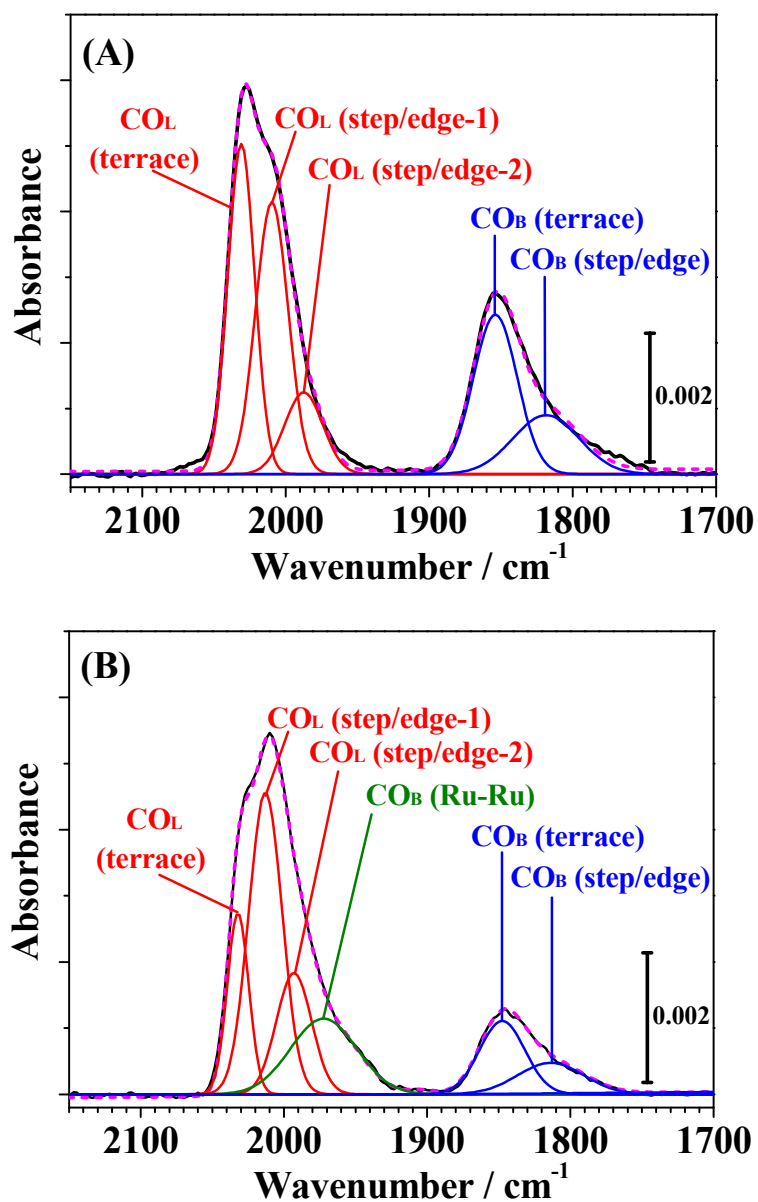 (A)
COL
(terrace)
COL (step/edge-1)
COL (step/edge-2)
COB (terrace)
COB (step/edge)
0.002
Absorbance
2100 2000 1900 1800 1700
Wavenumber / cm-1
(B)
COL (step/edge-1)
COL (step/edge-2)
COB (Ru-Ru)
COL
(terrace)
COB (terrace)
COB (step/edge)
0.002
Absorbance
2100 2000 1900 1800 1700
Wavenumber / cm-1